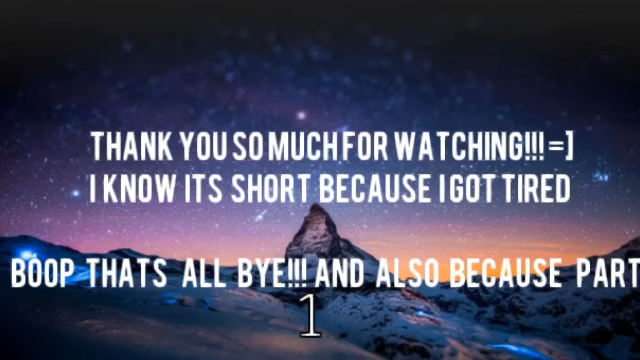 THANK YOU SO MUCH FOR WATCHING!!! =]
I KNOW ITS SHORT BECAUSE I GOT TIRED
BOOP THATS ALL BYE!!! AND ALSO BECAUSE PART
1